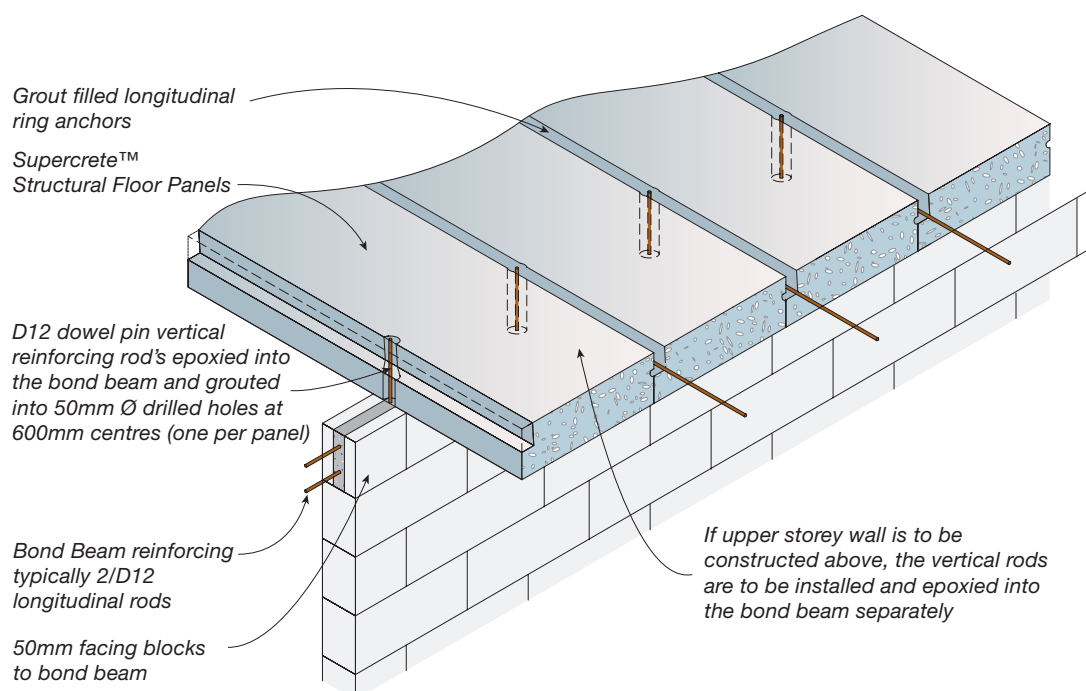 Grout filled longitudinal
ring anchors
Supercrete™
Structural Floor Panels
D12 dowel pin vertical
reinforcing rod’s epoxied into
the bond beam and grouted
into 50mm Ø drilled holes at
600mm centres (one per panel)
Bond Beam reinforcing
typically 2/D12
longitudinal rods
50mm facing blocks
to bond beam
If upper storey wall is to be
constructed above, the vertical rods
are to be installed and epoxied into
the bond beam separately